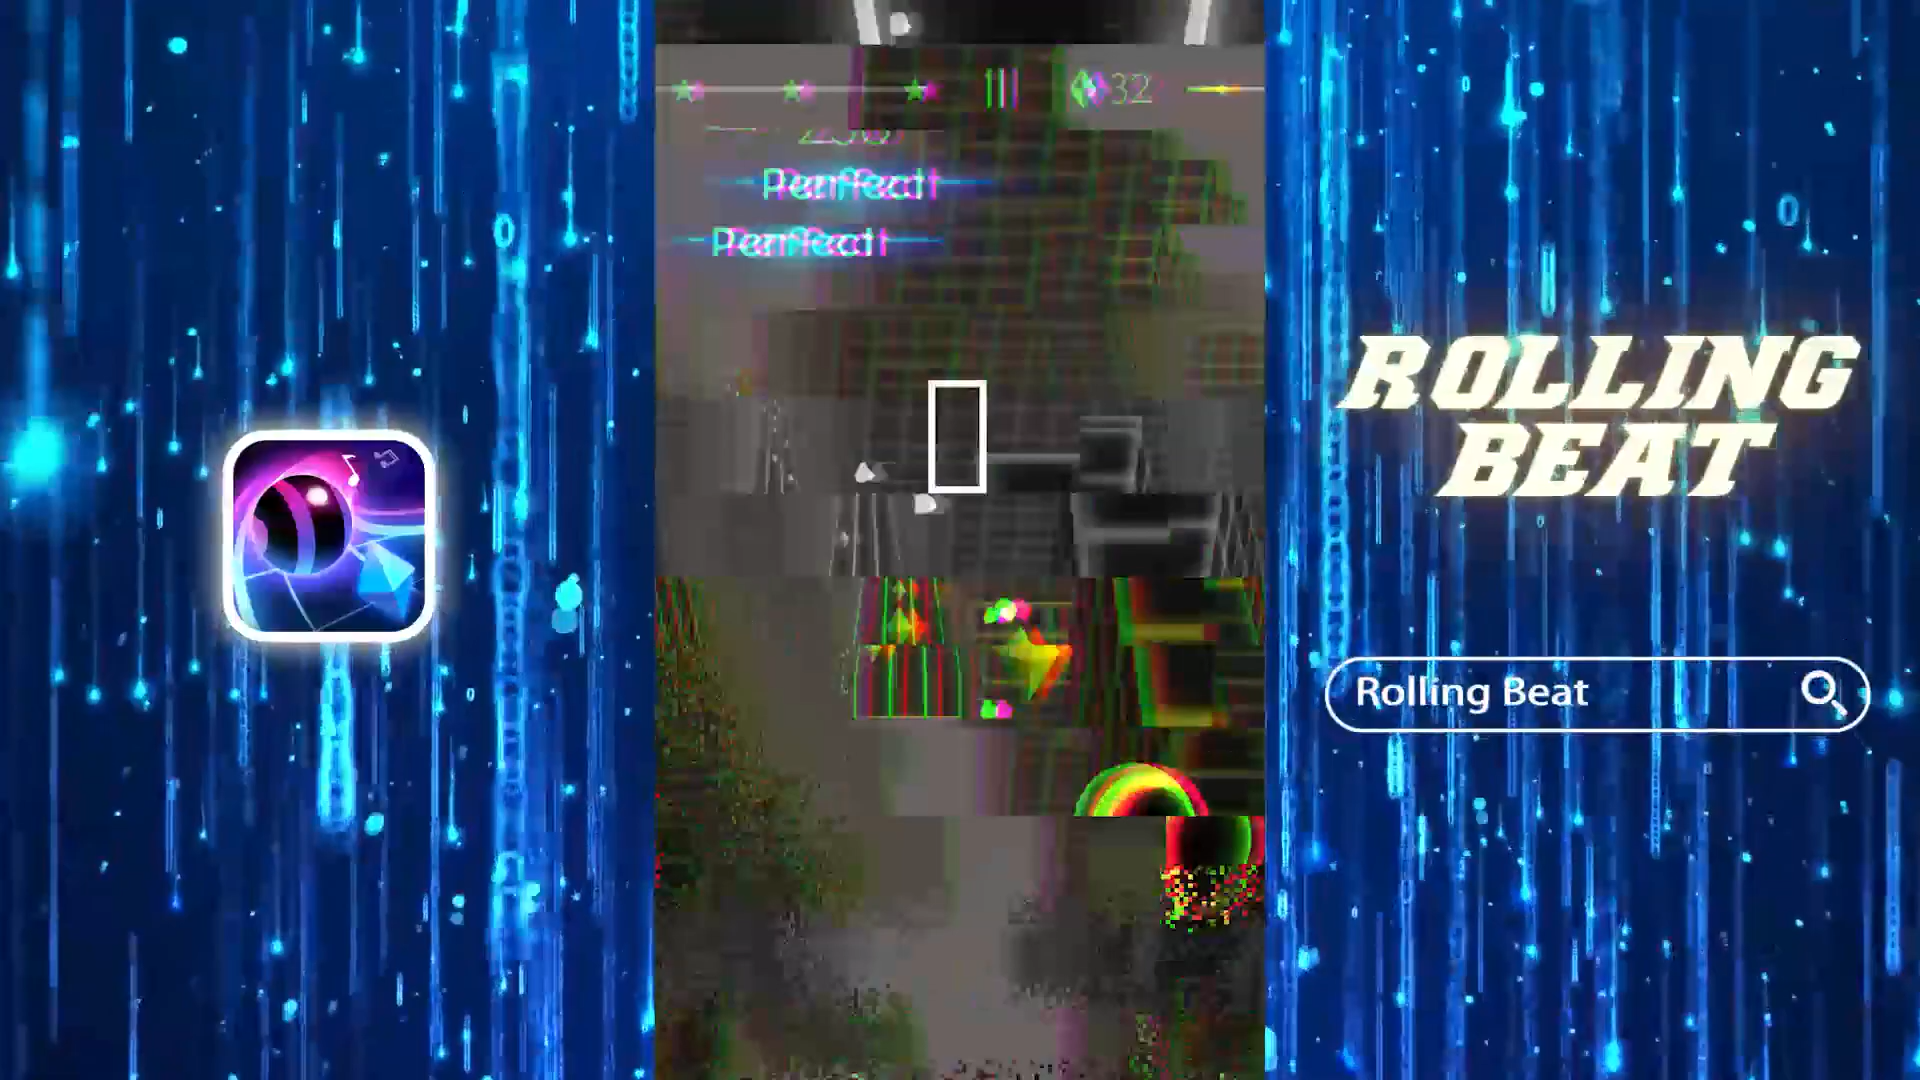 32
Perfect
Perfect
ROLLING
BEAT
Rolling Beat